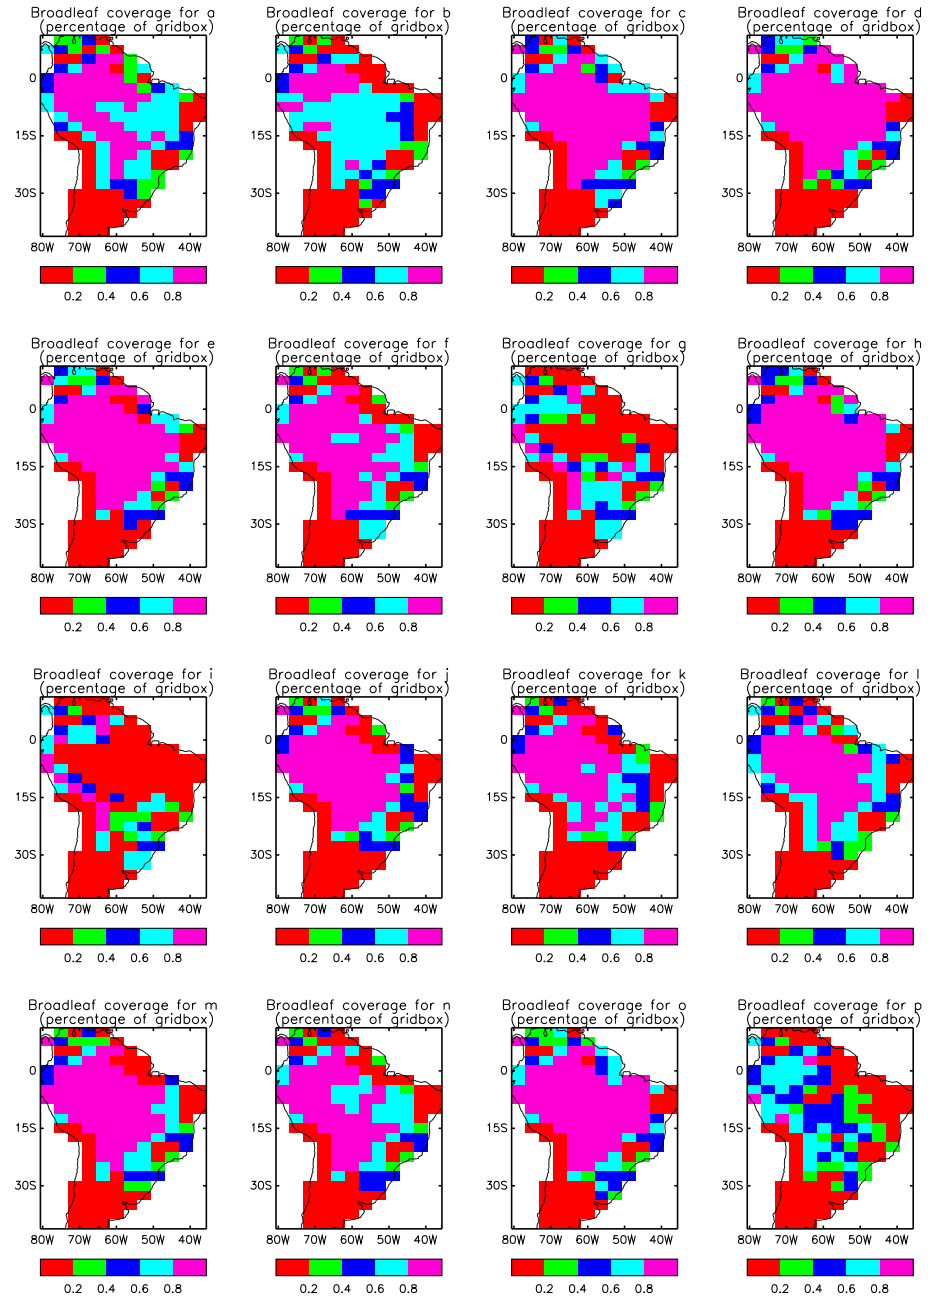 Broadleaf coverage for a Broadleaf coverage for b Broadleaf coverage for c Broadleaf coverage for d
(percentage of gridbox) (percentage of gridbox) (percentage of gridbox) (percentage of gridbox)
0 0 0 0
15S 15S 15S 15S
30S 30S 30S 30S
80W 60W 50W 40W 80W 60W 50W 40W 80W 60W 50W 40W 80W 60W 50W 40W
0.2 0.4 0.6 0.8 0.2 0.4 0.6 0.8 0.2 0.4 0.6 0.8 0.2 0.4 0.6 0.8
Broadleaf coverage for e Broadleaf coverage for f Broadleaf coverage for g Broadleaf coverage for h
(percentage of gridbox) (percentage of gridbox) (percentage of gridbox) (percentage of gridbox)
0 0 0 0
15S 15S 15S 15S
30S 30S 30S 30S
80W 60W 50W 40W 80W 60W 50W 40W 80W 60W 50W 40W 80W 60W 50W 40W
0.2 0.4 0.6 0.8 0.2 0.4 0.6 0.8 0.2 0.4 0.6 0.8 0.2 0.4 0.6 0.8
Broadleaf coverage for i Broadleaf coverage for j Broadleaf coverage for k Broadleaf coverage for l
(percentage of gridbox) (percentage of gridbox) (percentage of gridbox) (percentage of gridbox)
0 0 0 0
15S 15S 15S 15S
30S 30S 30S 30S
80W 60W 50W 40W 80W 60W 50W 40W 80W 60W 50W 40W 80W 60W 50W 40W
0.2 0.4 0.6 0.8 0.2 0.4 0.6 0.8 0.2 0.4 0.6 0.8 0.2 0.4 0.6 0.8
Broadleaf coverage for m Broadleaf coverage for n Broadleaf coverage for o Broadleaf coverage for p
(percentage of gridbox) (percentage of gridbox) (percentage of gridbox) (percentage of gridbox)
0 0 0 0
15S 15S 15S 15S
30S 30S 30S 30S
80W 60W 50W 40W 80W 60W 50W 40W 80W 60W 50W 40W 80W 60W 50W 40W
0.2 0.4 0.6 0.8 0.2 0.4 0.6 0.8 0.2 0.4 0.6 0.8 0.2 0.4 0.6 0.8